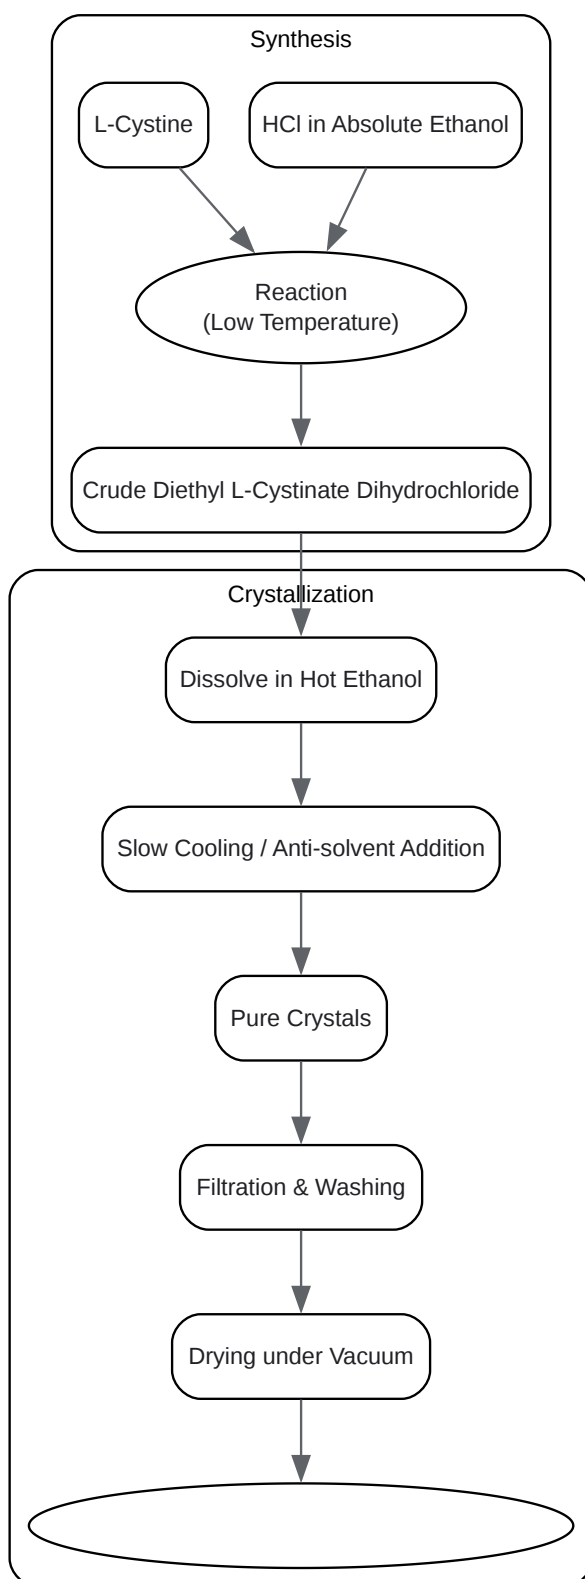 Synthesis
L-Cystine
HCl in Absolute Ethanol
Reaction
(Low Temperature)
Crude Diethyl L-Cystinate Dihydrochloride
Crystallization
Dissolve in Hot Ethanol
Slow Cooling / Anti-solvent Addition
Pure Crystals
Filtration & Washing
Drying under Vacuum